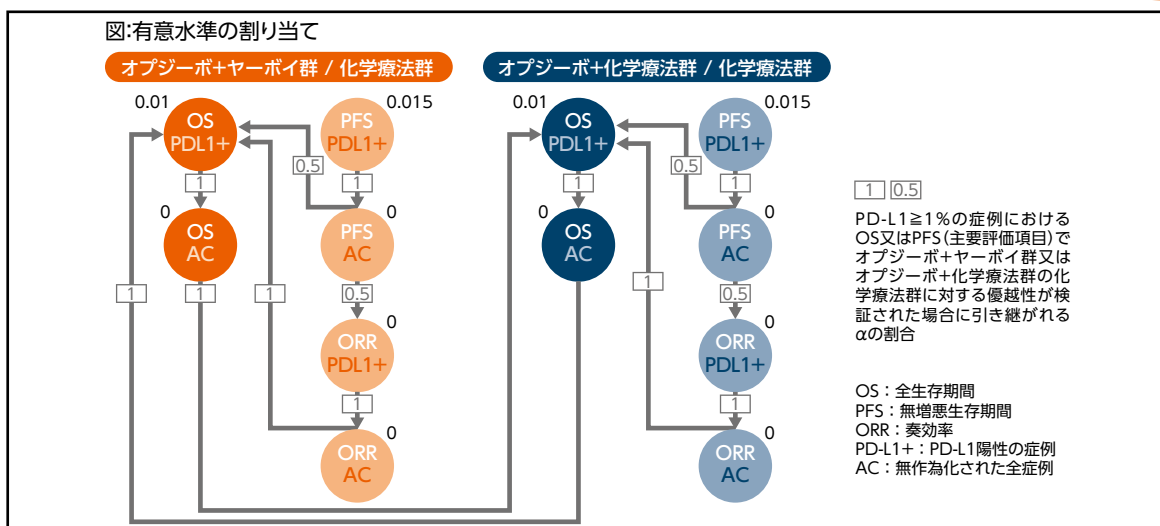 図:有意水準の割り当て
オプジーボ+ヤーボイ群 / 化学療法群
0.01
OS
PDL1+
0.015
PFS
PDL1+
0.5
1
1
0
OS
AC
0
PFS
AC
1
1
1
0.5
0
ORR
PDL1+
1
0
ORR
AC
オプジーボ+化学療法群 / 化学療法群
0.01
OS
PDL1+
0.015
PFS
PDL1+
0.5
1
1
0
OS
AC
0
PFS
AC
1
0.5
0
ORR
PDL1+
1
0
ORR
AC
1 0.5
PD-L1≧1%の症例における
OS又はPFS(主要評価項目)で
オプジーボ+ヤーボイ群又は
オプジーボ+化学療法群の化
学療法群に対する優越性が検
証された場合に引き継がれる
αの割合
OS:全生存期間
PFS:無増悪生存期間
ORR:奏効率
PD-L1+:PD-L1陽性の症例
AC:無作為化された全症例